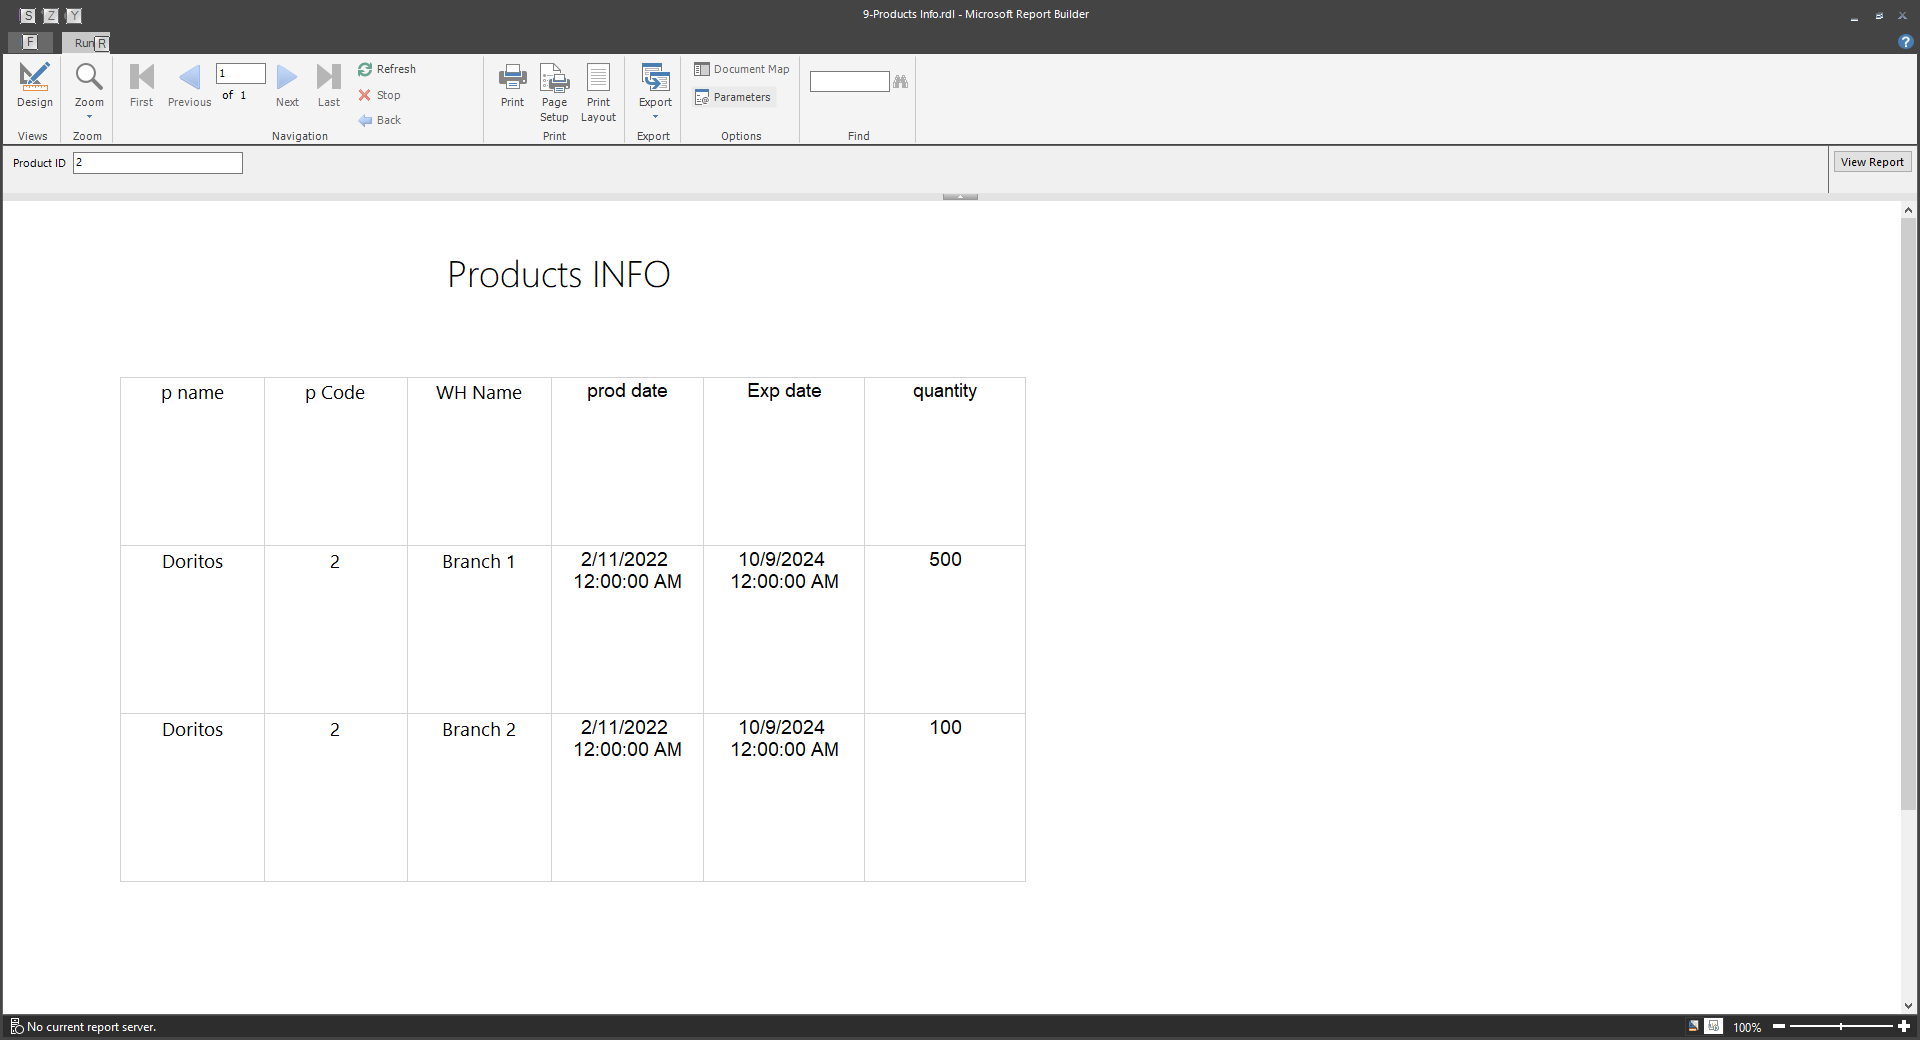 S Z Y
9-Products Info.rdl - Microsoft Report Builder
F
Run R
Design
Zoom
First
Previous
1
of 1
Next
Last
Refresh
Stop
Back
Print
Page Setup
Print Layout
Export
Document Map
Parameters
Views
Zoom
Navigation
Print
Export
Options
Find
Product ID 2
View Report
Products INFO
p name p Code WH Name prod date Exp date quantity
Doritos 2 Branch 1 2/11/2022 10/9/2024 500
12:00:00 AM 12:00:00 AM
Doritos 2 Branch 2 2/11/2022 10/9/2024 100
12:00:00 AM 12:00:00 AM
No current report server.
100%